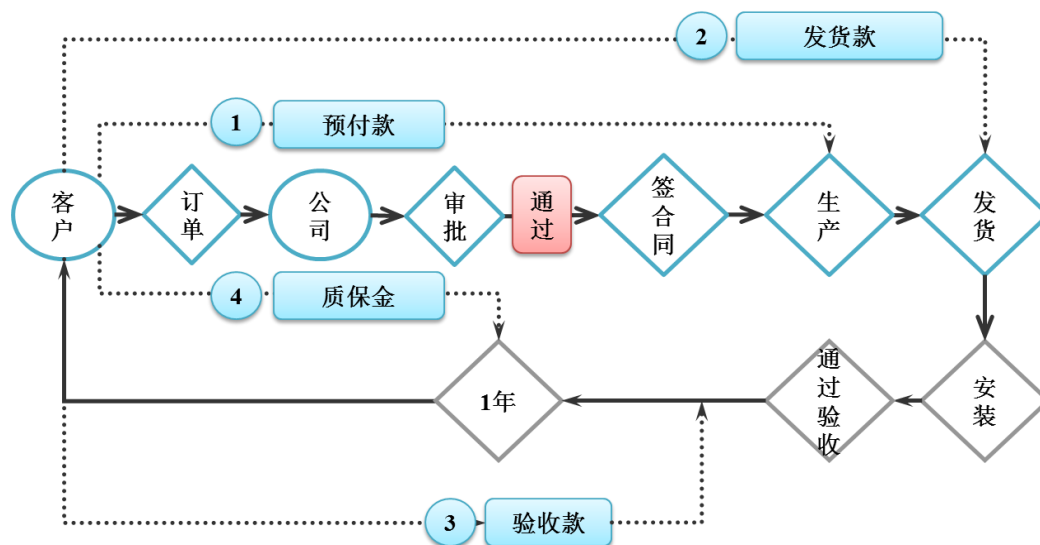 2 发货款
1 预付款
客户
订单
公司
审批
通过
签合同
生产
发货
4 质保金
1年
通过验收
安装
3 验收款